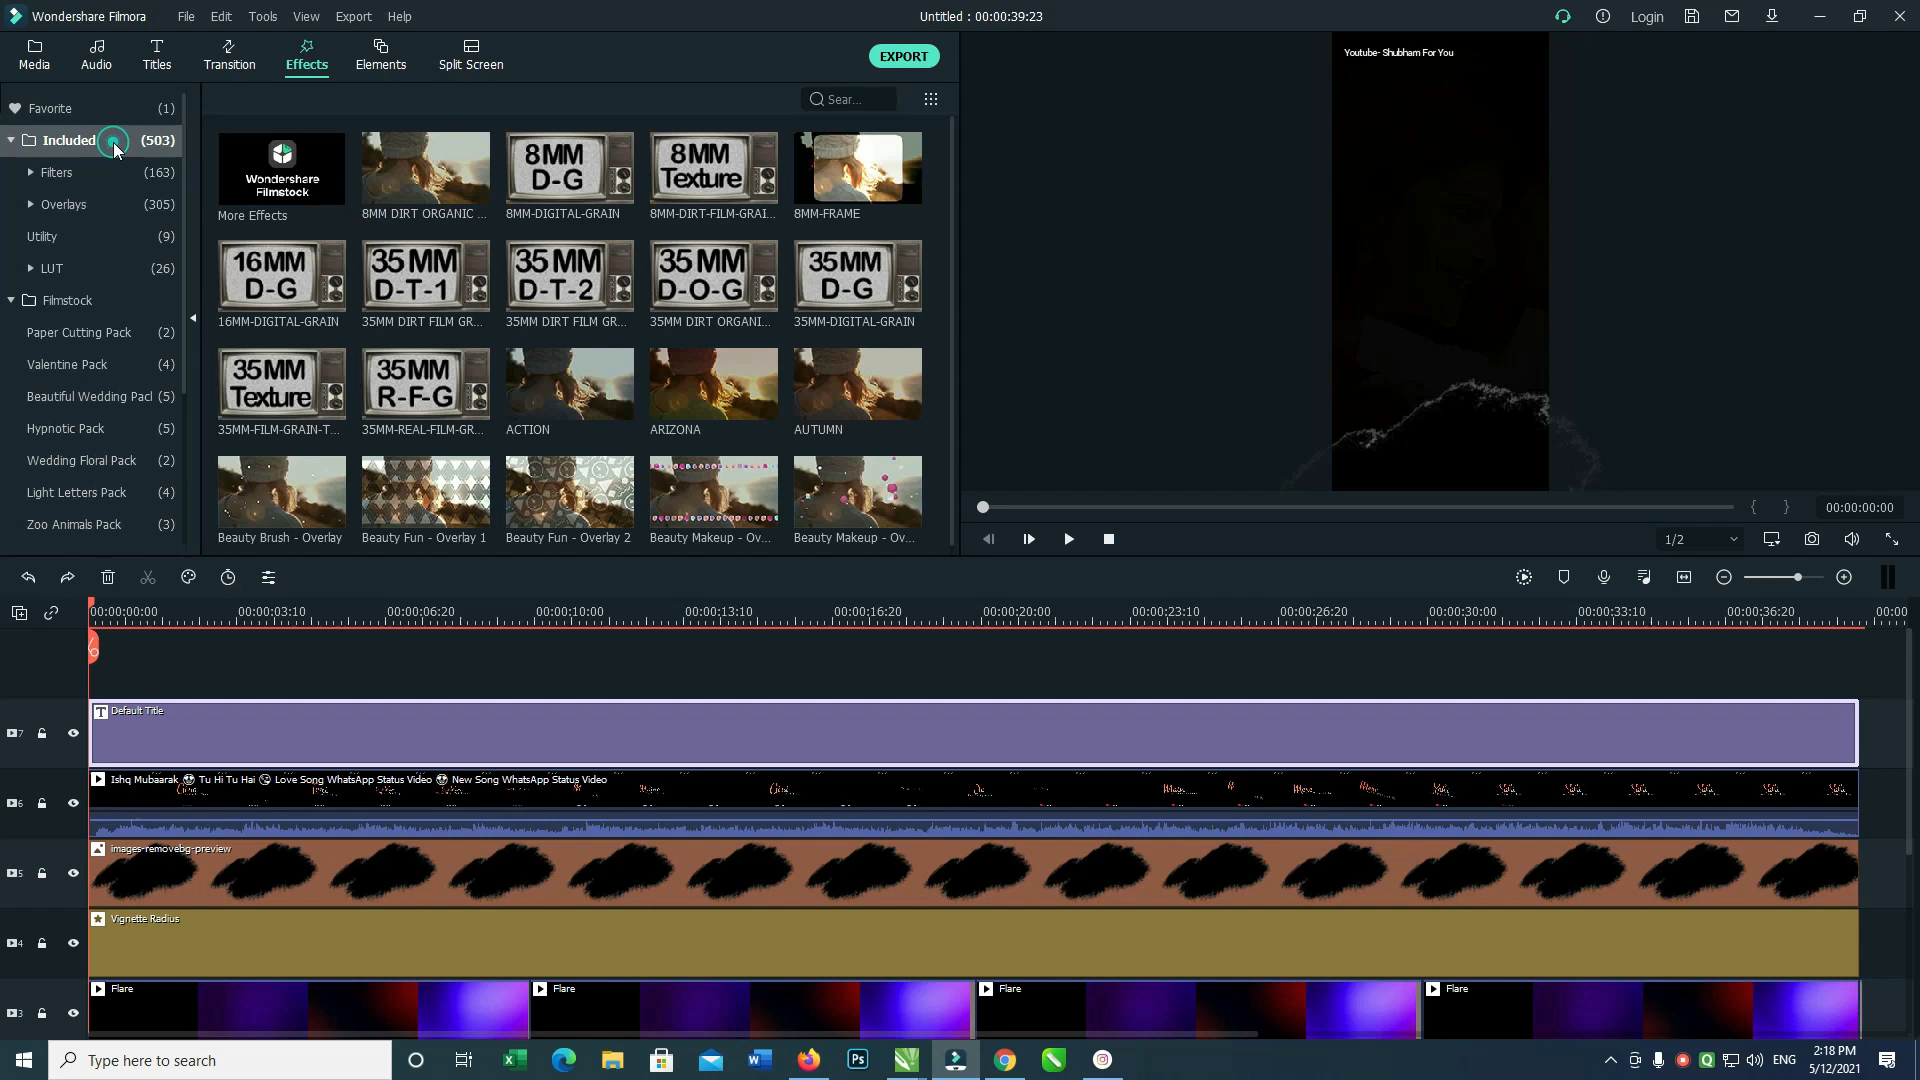 Wondershare Filmora
File Edit Tools View Export Help
Untitled : 00:00:39:23
Login
Media Audio Titles Transition Effects Elements Split Screen
EXPORT
Sear...
Favorite (1)
Included (503)
Filters (163)
Overlays (305)
Utility (9)
LUT (26)
Filmstock
Paper Cutting Pack (2)
Valentine Pack (4)
Beautiful Wedding Pacl (5)
Hypnotic Pack (5)
Wedding Floral Pack (2)
Light Letters Pack (4)
Zoo Animals Pack (3)
Wondershare
Filmstock
8MM
D-G
8MM
Texture
More Effects 8MM DIRT ORGANIC ... 8MM-DIGITAL-GRAIN 8MM-DIRT-FILM-GRAI... 8MM-FRAME
16MM
D-G
35MM
D-T-1
35MM
D-T-2
35MM
D-O-G
35MM
D-G
16MM-DIGITAL-GRAIN 35MM DIRT FILM GR... 35MM DIRT FILM GR... 35MM DIRT ORGANI... 35MM-DIGITAL-GRAIN
35MM
Texture
35MM
R-F-G
35MM-FILM-GRAIN-T... 35MM-REAL-FILM-GR... ACTION ARIZONA AUTUMN
Beauty Brush - Overlay Beauty Fun - Overlay 1 Beauty Fun - Overlay 2 Beauty Makeup - Ov... Beauty Makeup - Ov...
Youtube- Shubham For You
{ } 00:00:00:00
1/2
00:00:00:00 00:00:03:10 00:00:06:20 00:00:10:00 00:00:13:10 00:00:16:20 00:00:20:00 00:00:23:10 00:00:26:20 00:00:30:00 00:00:33:10 00:00:36:20 00:00
7
T Default Title
6
Ishq Mubaarak 😍 Tu Hi Tu Hai 😘 Love Song WhatsApp Status Video 😍 New Song WhatsApp Status Video
5
images-removebg-preview
4
Vignette Radius
3
Flare Flare Flare Flare
Type here to search
Ps
ENG
2:18 PM
5/12/2021